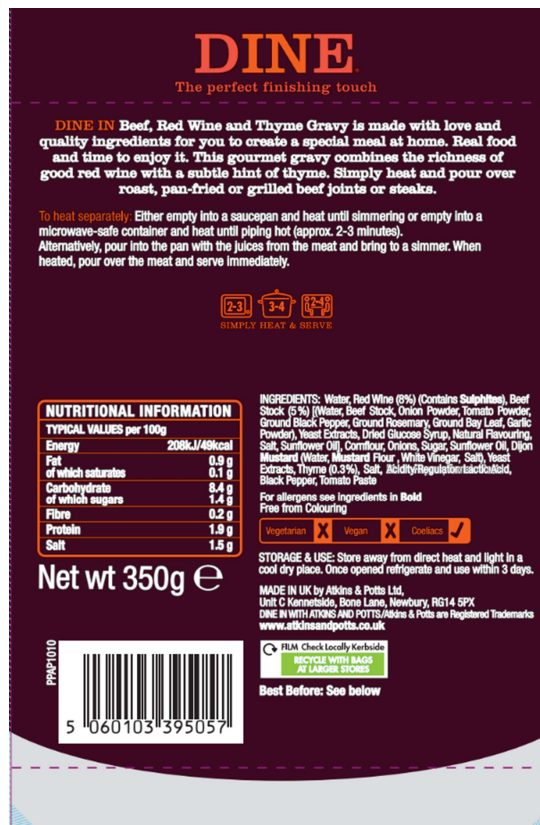 DINE
The perfect finishing touch
DINE IN Beef, Red Wine and Thyme Gravy is made with love and
quality ingredients for you to create a special meal at home. Real food
and time to enjoy it. This gourmet gravy combines the richness of
good red wine with a subtle hint of thyme. Simply heat and pour over
roast, pan-fried or grilled beef joints or steaks.
To heat separately: Either empty into a saucepan and heat until simmering or empty into a
microwave-safe container and heat until piping hot (approx. 2-3 minutes).
Alternatively, pour into the pan with the juices from the meat and bring to a simmer. When
heated, pour over the meat and serve immediately.
2-3 3-4 2-4
SIMPLY HEAT & SERVE
NUTRITIONAL INFORMATION
TYPICAL VALUES per 100g
Energy 208kJ/49kcal
Fat 0.9 g
of which saturates 0.1 g
Carbohydrate 8.4 g
of which sugars 1.4 g
Fibre 0.2 g
Protein 1.9 g
Salt 1.5 g
Net wt 350g e
PPAP1010
5 060103 395057
INGREDIENTS: Water, Red Wine (8%) (Contains Sulphites), Beef
Stock (5%) [(Water, Beef Stock, Onion Powder, Tomato Powder,
Ground Black Pepper, Ground Rosemary, Ground Bay Leaf, Garlic
Powder), Yeast Extracts, Dried Glucose Syrup, Natural Flavouring,
Salt, Sunflower Oil], Cornflour, Onions, Sugar, Sunflower Oil, Dijon
Mustard (Water, Mustard Flour, White Vinegar, Salt), Yeast
Extracts, Thyme (0.3%), Salt, Acidity Regulator: Lactic Acid,
Black Pepper, Tomato Paste
For allergens see ingredients in Bold
Free from Colouring
Vegetarian X Vegan X Coeliacs ✓
STORAGE & USE: Store away from direct heat and light in a
cool dry place. Once opened refrigerate and use within 3 days.
MADE IN UK by Atkins & Potts Ltd,
Unit C Kennetside, Bone Lane, Newbury, RG14 5PX
DINE IN WITH ATKINS AND POTTS/Atkins & Potts are Registered Trademarks
www.atkinsandpotts.co.uk
FILM Check Locally Kerbside
RECYCLE WITH BAGS
AT LARGER STORES
Best Before: See below